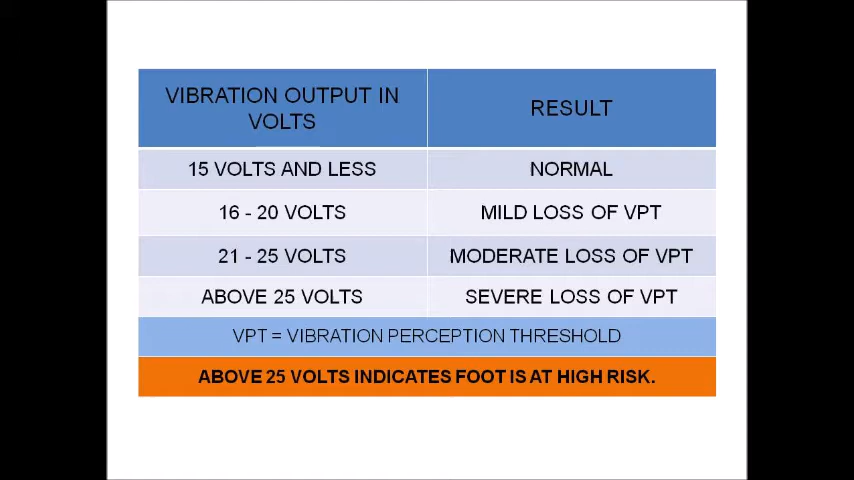 VIBRATION OUTPUT IN
VOLTS
RESULT
15 VOLTS AND LESS
NORMAL
16 - 20 VOLTS
MILD LOSS OF VPT
21 - 25 VOLTS
MODERATE LOSS OF VPT
ABOVE 25 VOLTS
SEVERE LOSS OF VPT
VPT = VIBRATION PERCEPTION THRESHOLD
ABOVE 25 VOLTS INDICATES FOOT IS AT HIGH RISK.